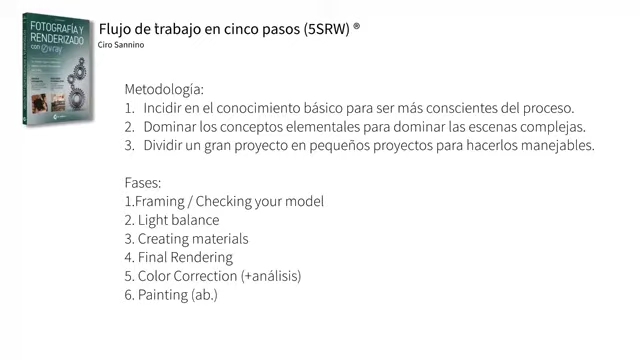 FOTOGRAFÍA Y
RENDERIZADO
con vray
Flujo de trabajo en cinco pasos (5SRW) ®
Ciro Sannino
Metodología:
1. Incidir en el conocimiento básico para ser más conscientes del proceso.
2. Dominar los conceptos elementales para dominar las escenas complejas.
3. Dividir un gran proyecto en pequeños proyectos para hacerlos manejables.
Fases:
1.Framing / Checking your model
2. Light balance
3. Creating materials
4. Final Rendering
5. Color Correction (+análisis)
6. Painting (ab.)